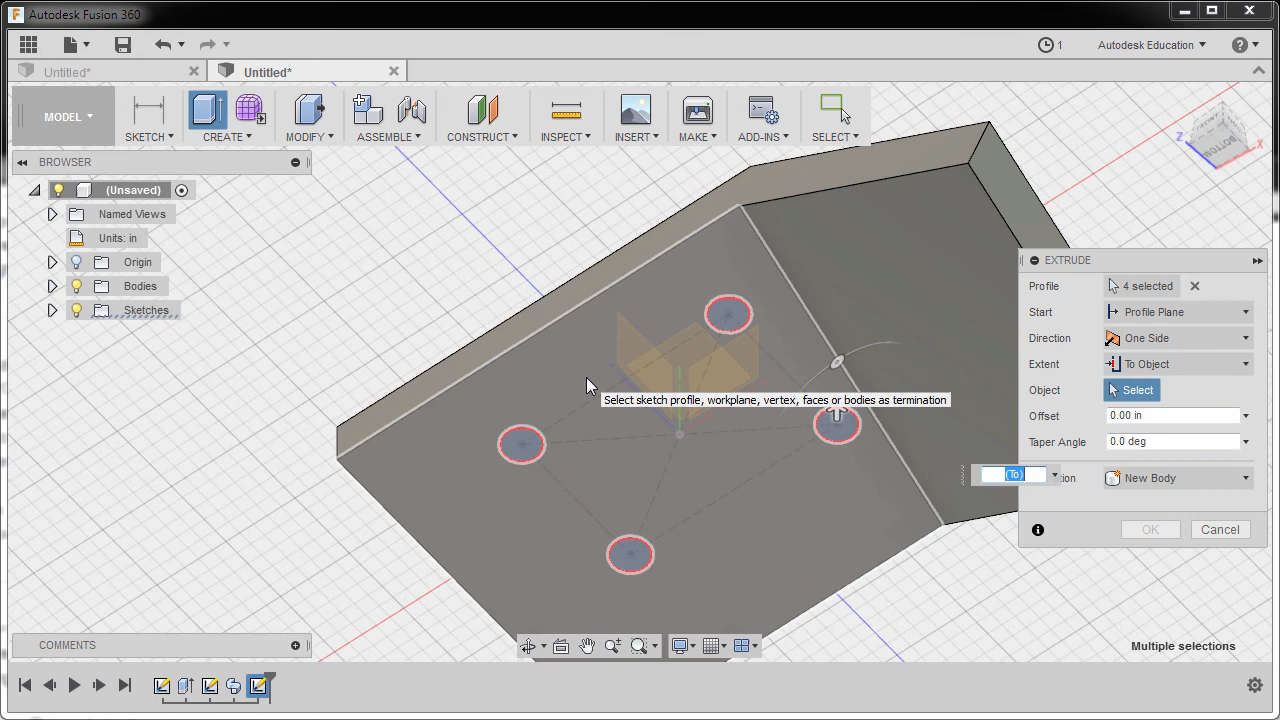 Autodesk Fusion 360
1
Autodesk Education
Untitled*
Untitled*
MODEL
SKETCH
CREATE
MODIFY
ASSEMBLE
CONSTRUCT
INSPECT
INSERT
MAKE
ADD-INS
SELECT
BROWSER
(Unsaved)
Named Views
Units: in
Origin
Bodies
Sketches
Z
X
BOTTOM
EXTRUDE
Profile
4 selected
Start
Profile Plane
Direction
One Side
Extent
To Object
Object
Select
Offset
0.00 in
Taper Angle
0.0 deg
(To)
tion
New Body
OK
Cancel
Select sketch profile, workplane, vertex, faces or bodies as termination
COMMENTS
Multiple selections